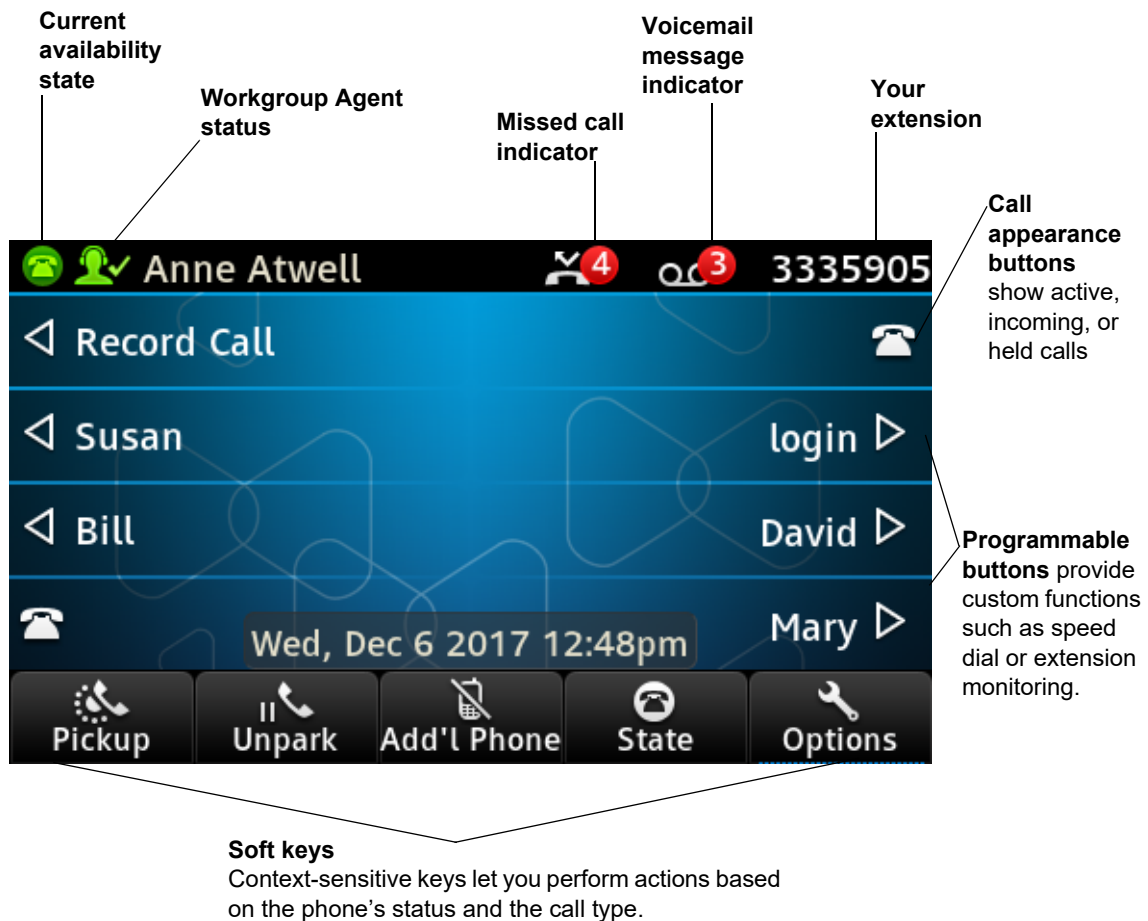 Current
availability
state
Workgroup Agent
status
Missed call
indicator
Voicemail
message
indicator
Your
extension
Call
appearance
buttons
show active,
incoming, or
held calls
Anne Atwell
4
3
3335905
Record Call
Susan
login
Bill
David
Mary
Wed, Dec 6 2017 12:48pm
Programmable
buttons provide
custom functions
such as speed
dial or extension
monitoring.
Pickup
Unpark
Add'l Phone
State
Options
Soft keys
Context-sensitive keys let you perform actions based
on the phone’s status and the call type.